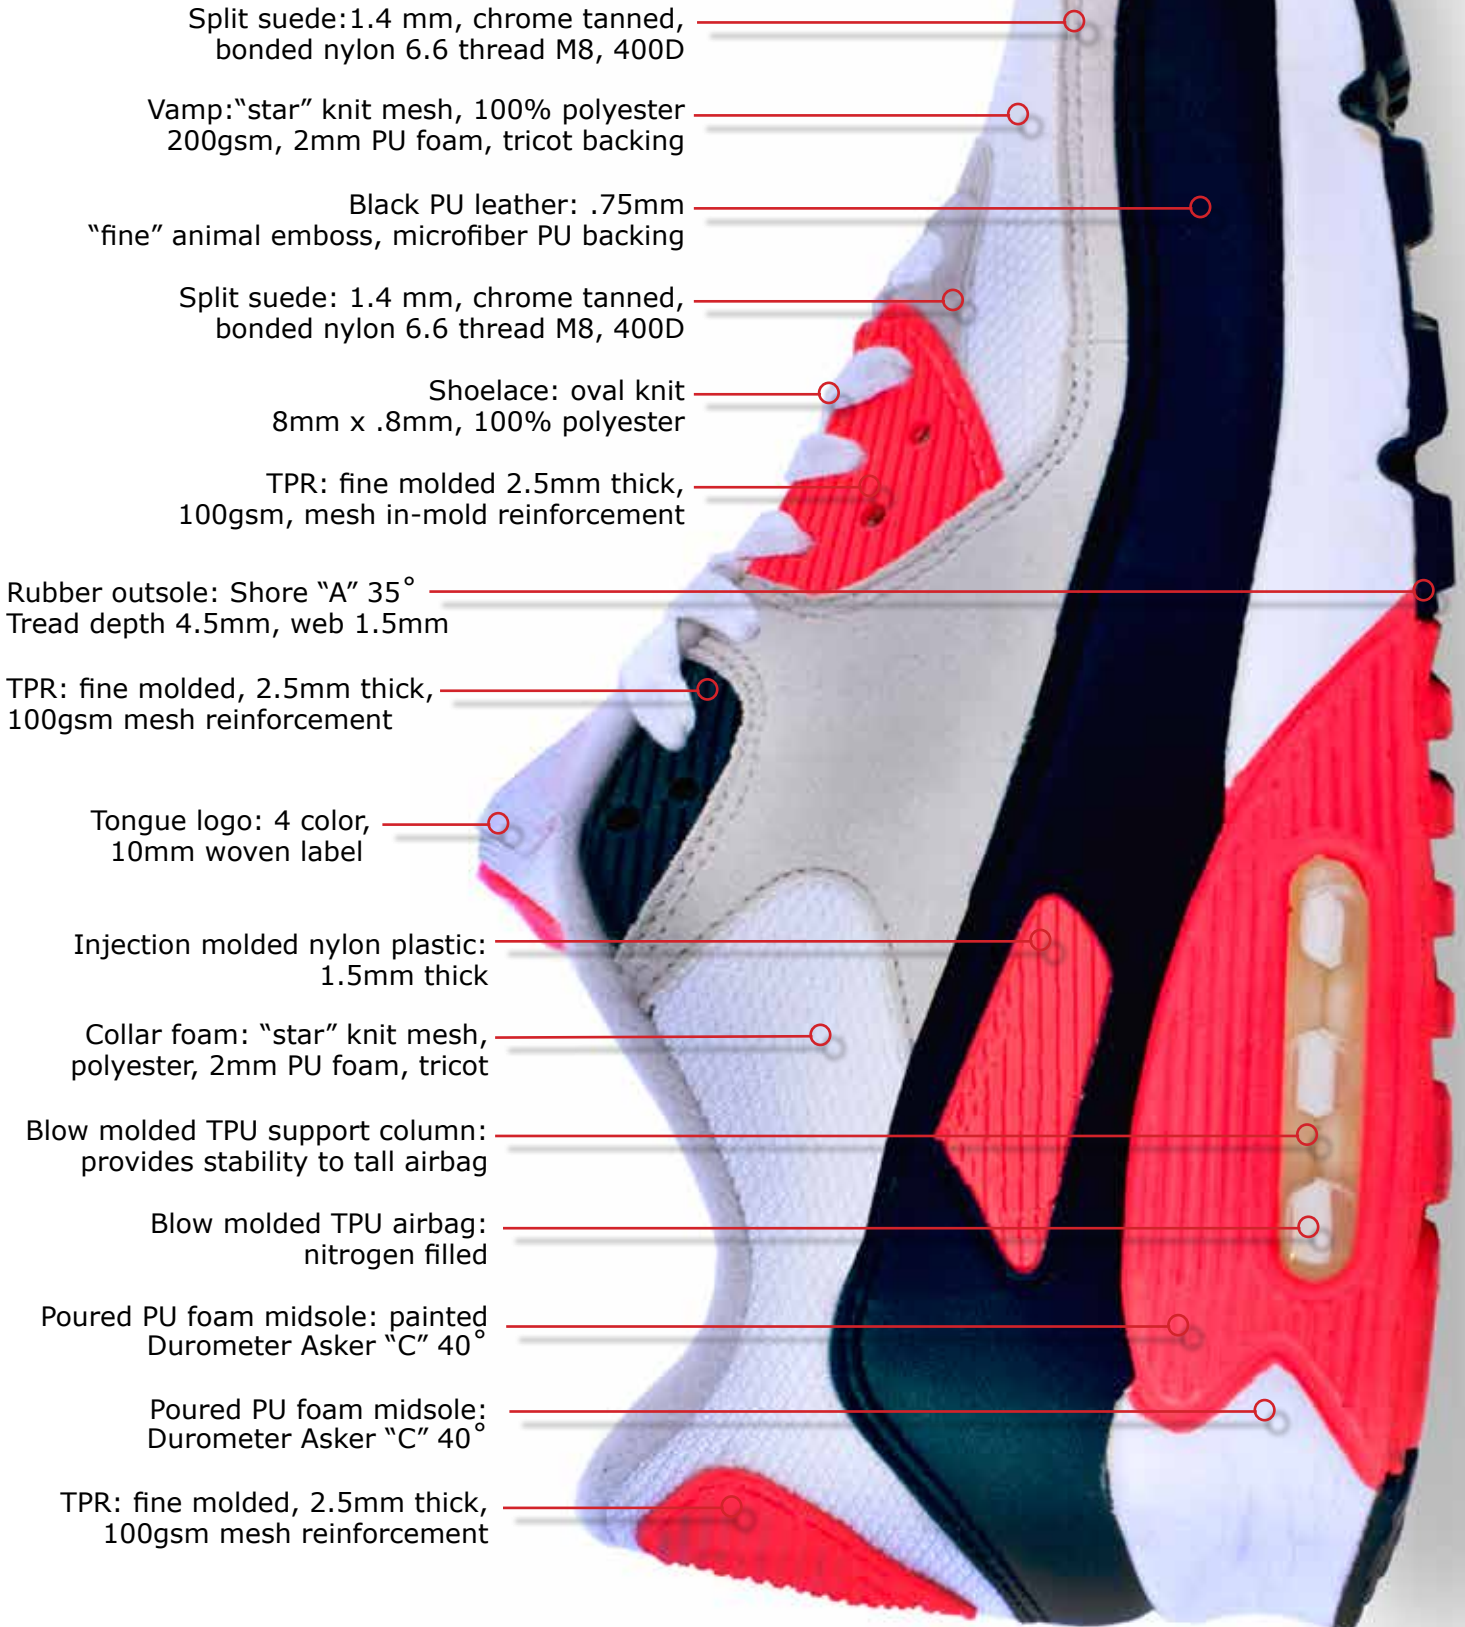 Split suede:1.4 mm, chrome tanned,
bonded nylon 6.6 thread M8, 400D
Vamp:“star” knit mesh, 100% polyester
200gsm, 2mm PU foam, tricot backing
Black PU leather: .75mm
“fine” animal emboss, microfiber PU backing
Split suede: 1.4 mm, chrome tanned,
bonded nylon 6.6 thread M8, 400D
Shoelace: oval knit
8mm x .8mm, 100% polyester
TPR: fine molded 2.5mm thick,
100gsm, mesh in-mold reinforcement
Rubber outsole: Shore “A” 35°
Tread depth 4.5mm, web 1.5mm
TPR: fine molded, 2.5mm thick,
100gsm mesh reinforcement
Tongue logo: 4 color,
10mm woven label
Injection molded nylon plastic:
1.5mm thick
Collar foam: “star” knit mesh,
polyester, 2mm PU foam, tricot
Blow molded TPU support column:
provides stability to tall airbag
Blow molded TPU airbag:
nitrogen filled
Poured PU foam midsole: painted
Durometer Asker “C” 40°
Poured PU foam midsole:
Durometer Asker “C” 40°
TPR: fine molded, 2.5mm thick,
100gsm mesh reinforcement